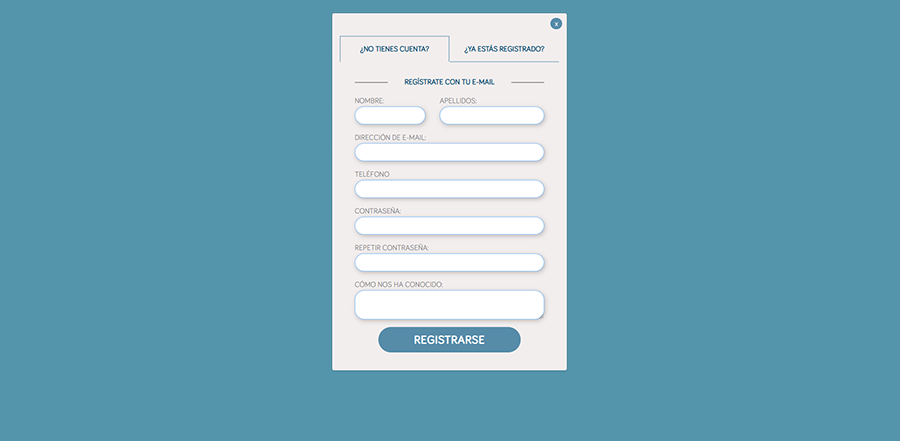 x
¿NO TIENES CUENTA? ¿YA ESTÁS REGISTRADO?
REGÍSTRATE CON TU E-MAIL
NOMBRE: APELLIDOS:
DIRECCIÓN DE E-MAIL:
TELÉFONO
CONTRASEÑA:
REPETIR CONTRASEÑA:
CÓMO NOS HA CONOCIDO:
REGISTRARSE